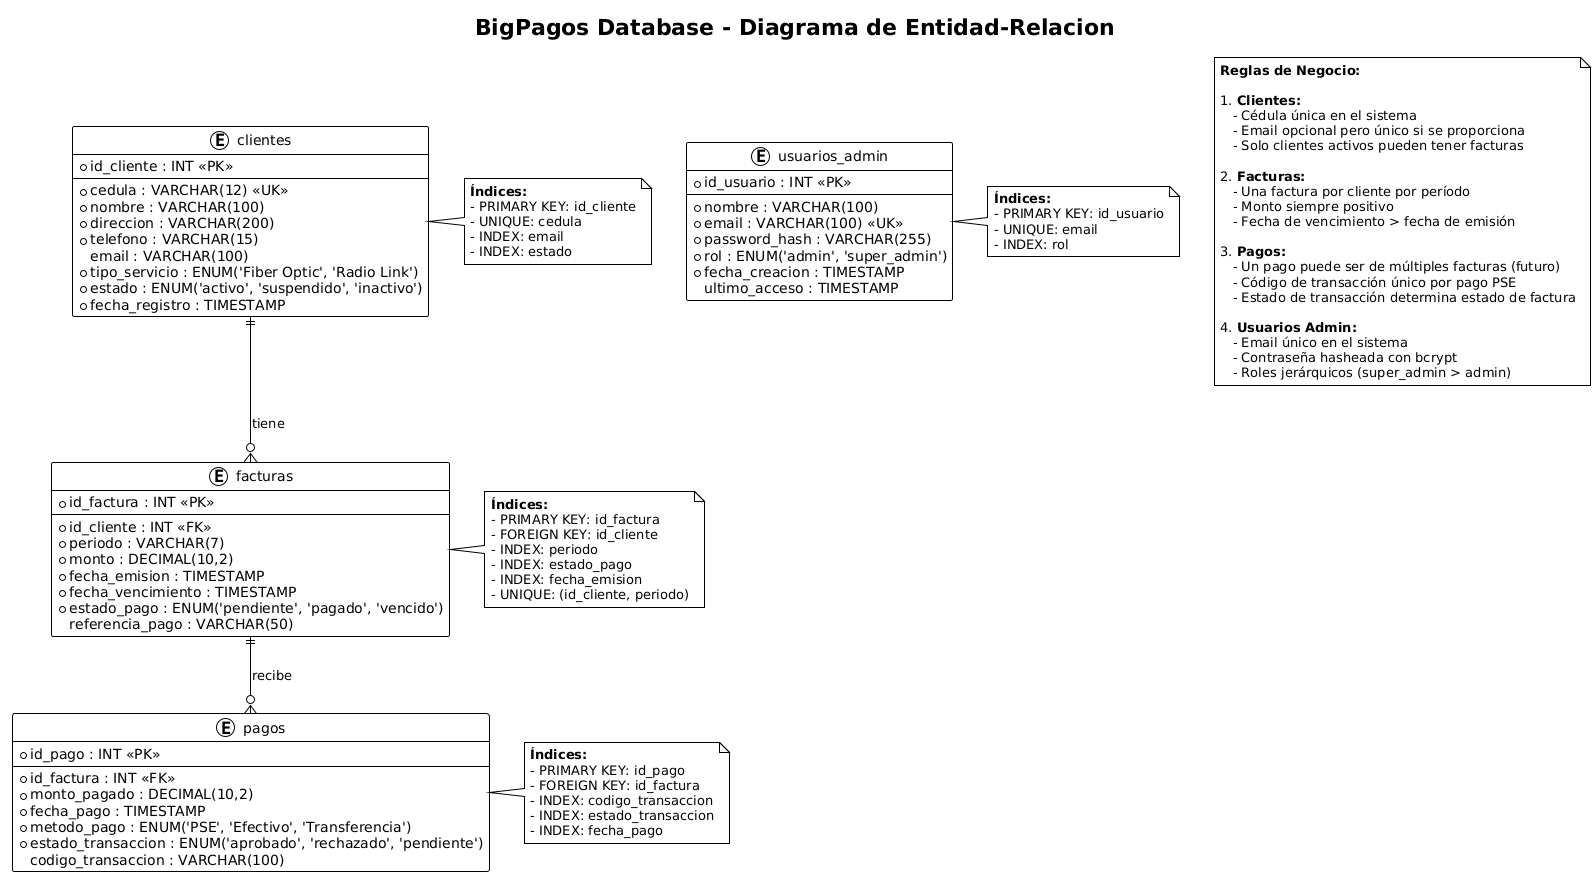 BigPagos Database - Diagrama de Entidad-Relacion
E clientes
id_cliente : INT «PK»
cedula : VARCHAR(12) «UK»
nombre : VARCHAR(100)
direccion : VARCHAR(200)
telefono : VARCHAR(15)
email : VARCHAR(100)
tipo_servicio : ENUM('Fiber Optic', 'Radio Link')
estado : ENUM('activo', 'suspendido', 'inactivo')
fecha_registro : TIMESTAMP
Índices:
- PRIMARY KEY: id_cliente
- UNIQUE: cedula
- INDEX: email
- INDEX: estado
E usuarios_admin
id_usuario : INT «PK»
nombre : VARCHAR(100)
email : VARCHAR(100) «UK»
password_hash : VARCHAR(255)
rol : ENUM('admin', 'super_admin')
fecha_creacion : TIMESTAMP
ultimo_acceso : TIMESTAMP
Índices:
- PRIMARY KEY: id_usuario
- UNIQUE: email
- INDEX: rol
Reglas de Negocio:
1. Clientes:
- Cédula única en el sistema
- Email opcional pero único si se proporciona
- Solo clientes activos pueden tener facturas
2. Facturas:
- Una factura por cliente por período
- Monto siempre positivo
- Fecha de vencimiento > fecha de emisión
3. Pagos:
- Un pago puede ser de múltiples facturas (futuro)
- Código de transacción único por pago PSE
- Estado de transacción determina estado de factura
4. Usuarios Admin:
- Email único en el sistema
- Contraseña hasheada con bcrypt
- Roles jerárquicos (super_admin > admin)
tiene
E facturas
id_factura : INT «PK»
id_cliente : INT «FK»
periodo : VARCHAR(7)
monto : DECIMAL(10,2)
fecha_emision : TIMESTAMP
fecha_vencimiento : TIMESTAMP
estado_pago : ENUM('pendiente', 'pagado', 'vencido')
referencia_pago : VARCHAR(50)
Índices:
- PRIMARY KEY: id_factura
- FOREIGN KEY: id_cliente
- INDEX: periodo
- INDEX: estado_pago
- INDEX: fecha_emision
- UNIQUE: (id_cliente, periodo)
recibe
E pagos
id_pago : INT «PK»
id_factura : INT «FK»
monto_pagado : DECIMAL(10,2)
fecha_pago : TIMESTAMP
metodo_pago : ENUM('PSE', 'Efectivo', 'Transferencia')
estado_transaccion : ENUM('aprobado', 'rechazado', 'pendiente')
codigo_transaccion : VARCHAR(100)
Índices:
- PRIMARY KEY: id_pago
- FOREIGN KEY: id_factura
- INDEX: codigo_transaccion
- INDEX: estado_transaccion
- INDEX: fecha_pago